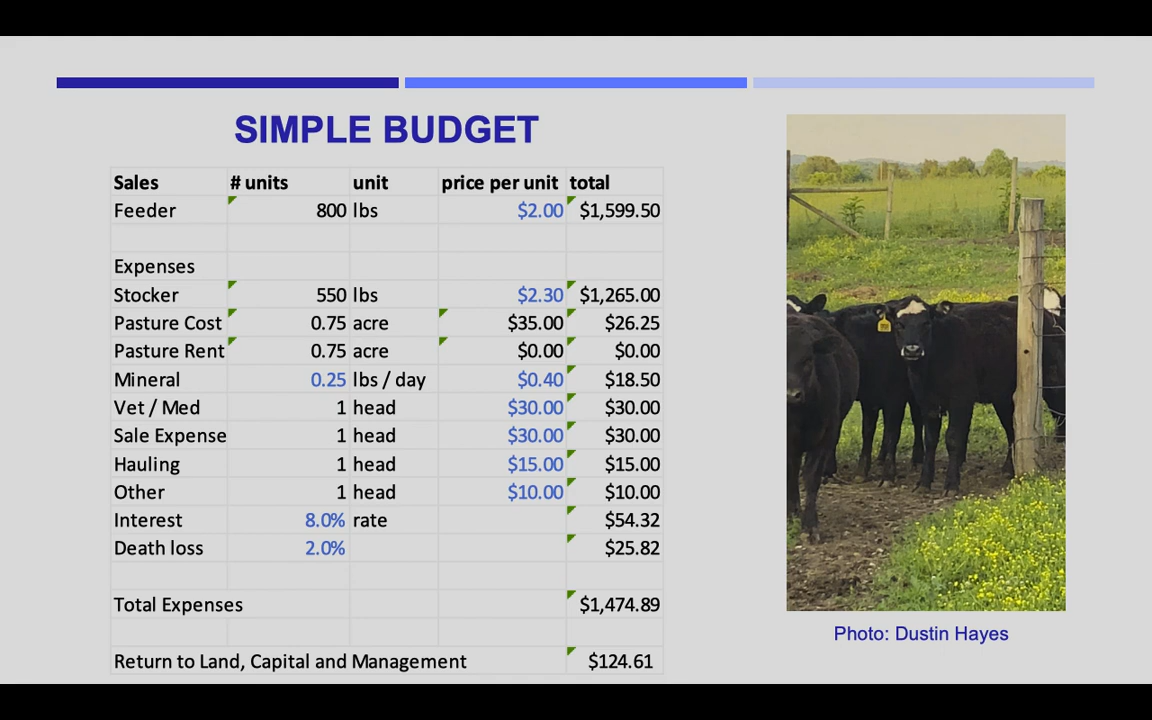 SIMPLE BUDGET
Sales # units unit price per unit total
Feeder 800 lbs $2.00 $1,599.50
Expenses
Stocker 550 lbs $2.30 $1,265.00
Pasture Cost 0.75 acre $35.00 $26.25
Pasture Rent 0.75 acre $0.00 $0.00
Mineral 0.25 lbs / day $0.40 $18.50
Vet / Med 1 head $30.00 $30.00
Sale Expense 1 head $30.00 $30.00
Hauling 1 head $15.00 $15.00
Other 1 head $10.00 $10.00
Interest 8.0% rate $54.32
Death loss 2.0% $25.82
Total Expenses $1,474.89
Return to Land, Capital and Management $124.61
Photo: Dustin Hayes